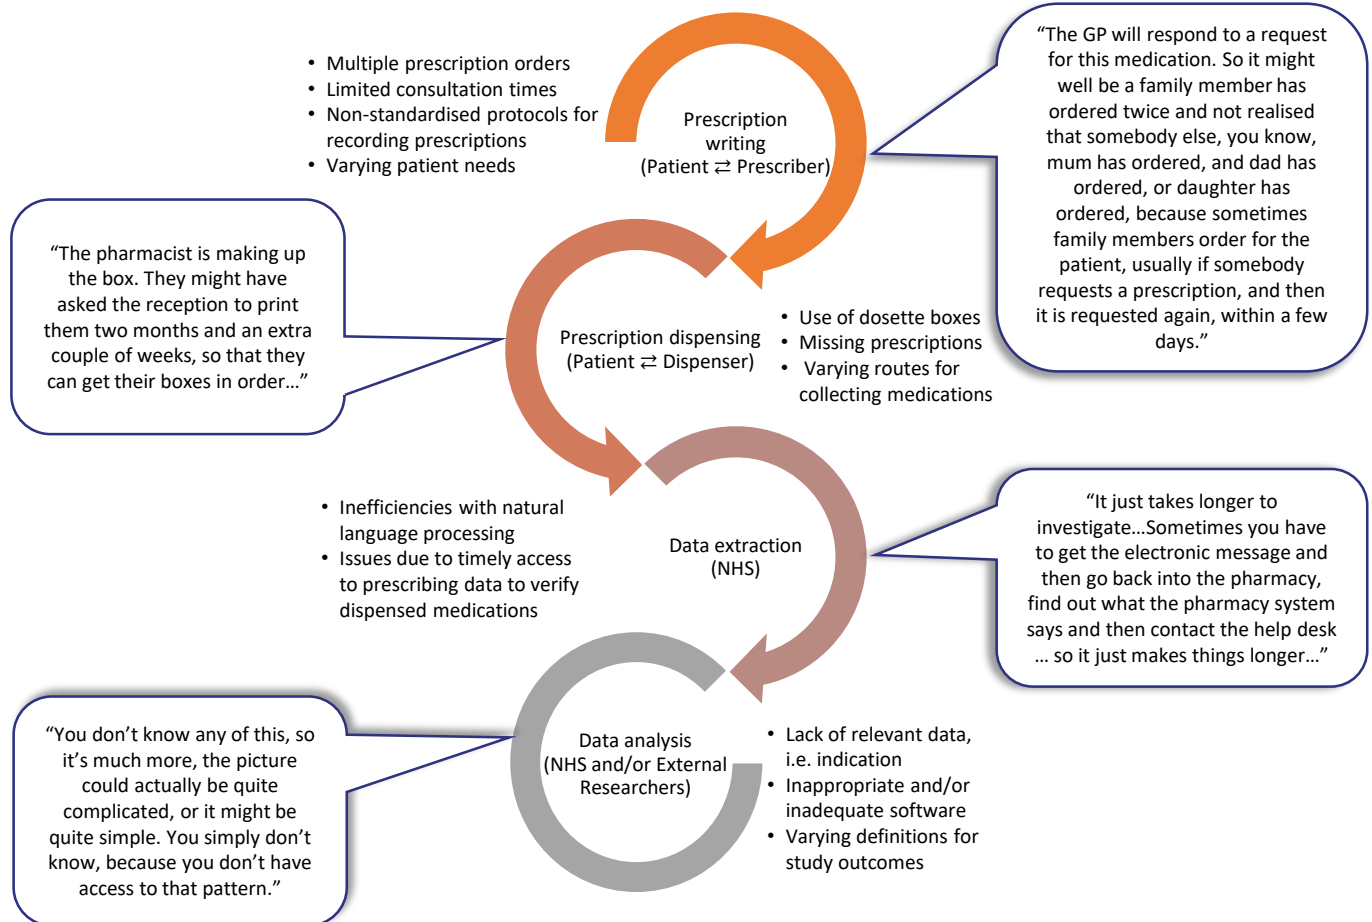 • Multiple prescription orders
• Limited consultation times
• Non-standardised protocols for
recording prescriptions
• Varying patient needs
Prescription
writing
(Patient ⇄ Prescriber)
“The GP will respond to a request
for this medication. So it might
well be a family member has
ordered twice and not realised
that somebody else, you know,
mum has ordered, and dad has
ordered, or daughter has
ordered, because sometimes
family members order for the
patient, usually if somebody
requests a prescription, and then
it is requested again, within a few
days.”
“The pharmacist is making up
the box. They might have
asked the reception to print
them two months and an extra
couple of weeks, so that they
can get their boxes in order…”
Prescription dispensing
(Patient ⇄ Dispenser)
• Use of dosette boxes
• Missing prescriptions
• Varying routes for
collecting medications
• Inefficiencies with natural
language processing
• Issues due to timely access
to prescribing data to verify
dispensed medications
Data extraction
(NHS)
“It just takes longer to
investigate…Sometimes you have
to get the electronic message and
then go back into the pharmacy,
find out what the pharmacy system
says and then contact the help desk
… so it just makes things longer…”
“You don’t know any of this, so
it’s much more, the picture
could actually be quite
complicated, or it might be
quite simple. You simply don’t
know, because you don’t have
access to that pattern.”
Data analysis
(NHS and/or External
Researchers)
• Lack of relevant data,
i.e. indication
• Inappropriate and/or
inadequate software
• Varying definitions for
study outcomes